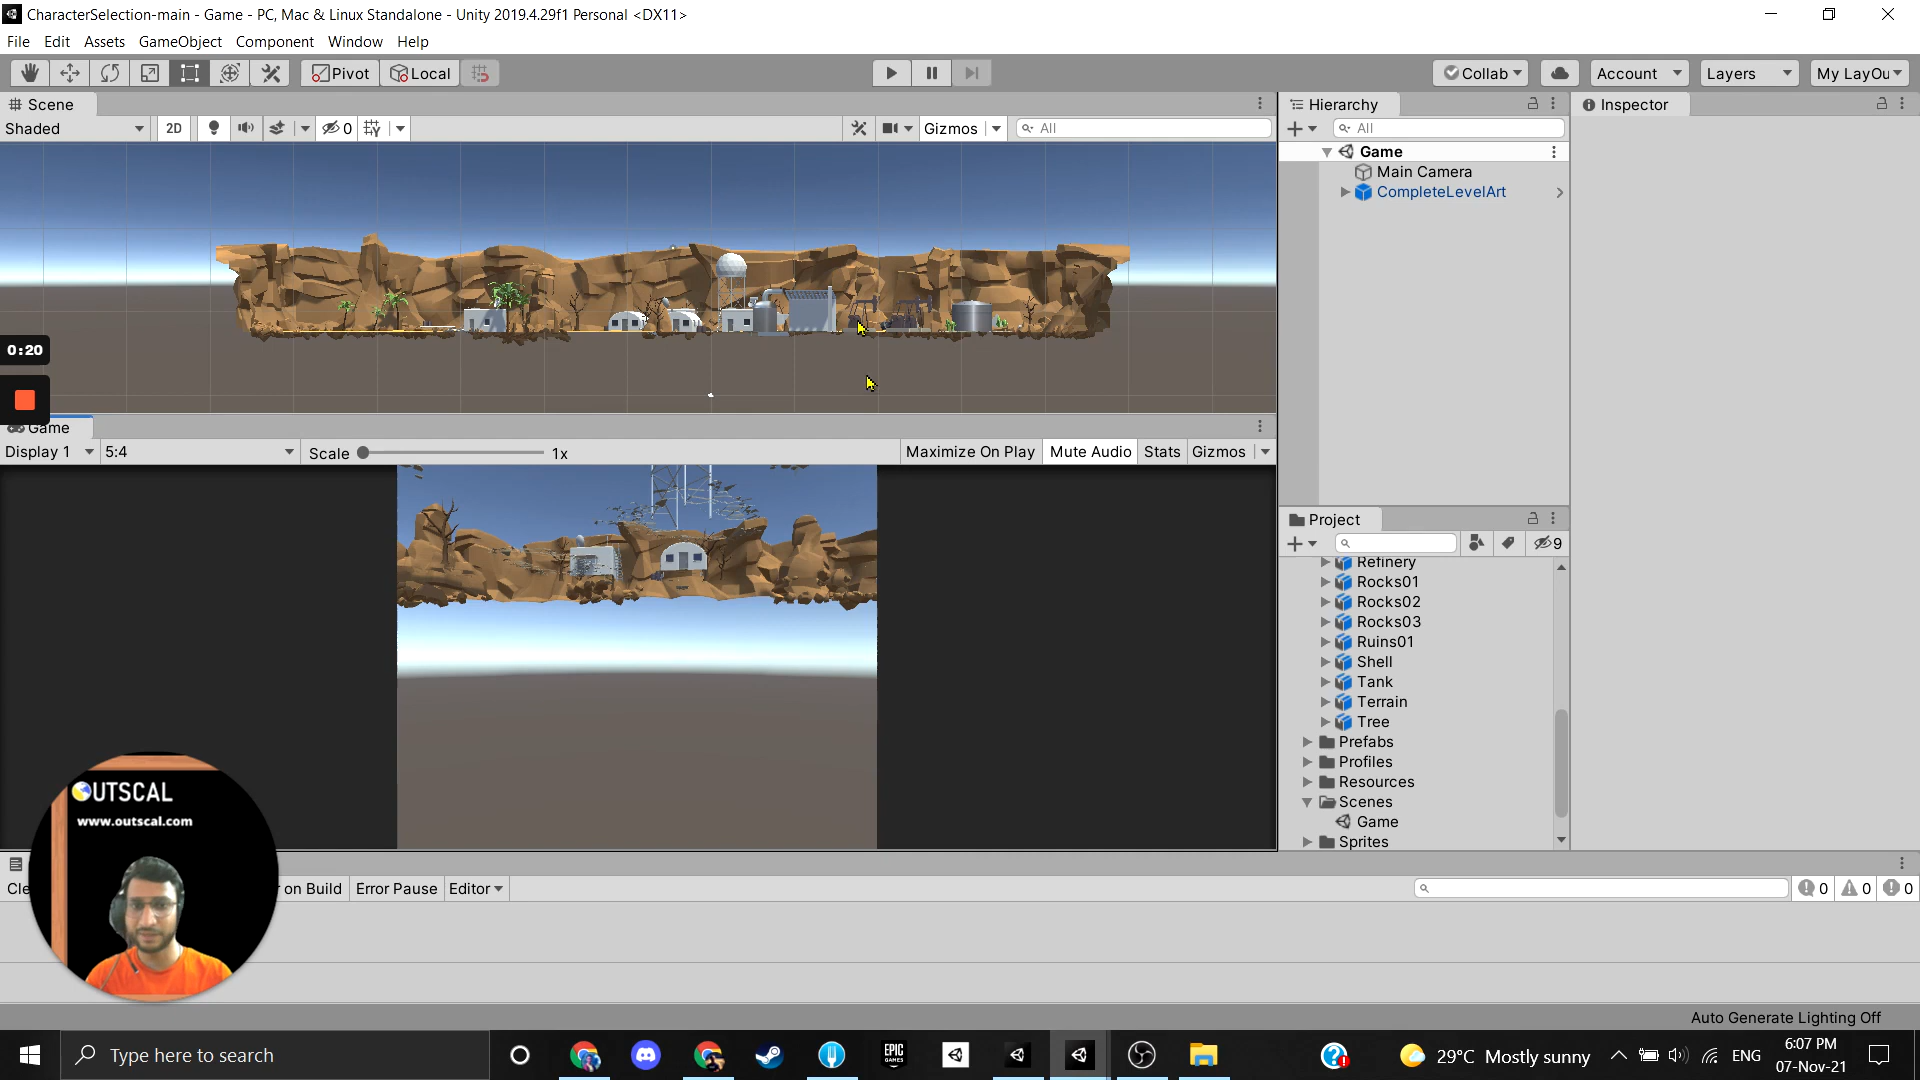 CharacterSelection-main - Game - PC, Mac & Linux Standalone - Unity 2019.4.29f1 Personal <DX11>
File Edit Assets GameObject Component Window Help
Pivot Local Collab Account Layers My LayOu
Scene
Shaded 2D 0 Gizmos All
Hierarchy
All
Game
Main Camera
CompleteLevelArt
Inspector
0:20
Game
Display 1 5:4 Scale 1x Maximize On Play Mute Audio Stats Gizmos
Project
9
Refinery
Rocks01
Rocks02
Rocks03
Ruins01
Shell
Tank
Terrain
Tree
Prefabs
Profiles
Resources
Scenes
Game
Sprites
OUTSCAL
www.outscal.com
Cle
on Build Error Pause Editor 0 0 0
Auto Generate Lighting Off
Type here to search
EPIC
GAMES
29°C Mostly sunny
ENG
6:07 PM
07-Nov-21